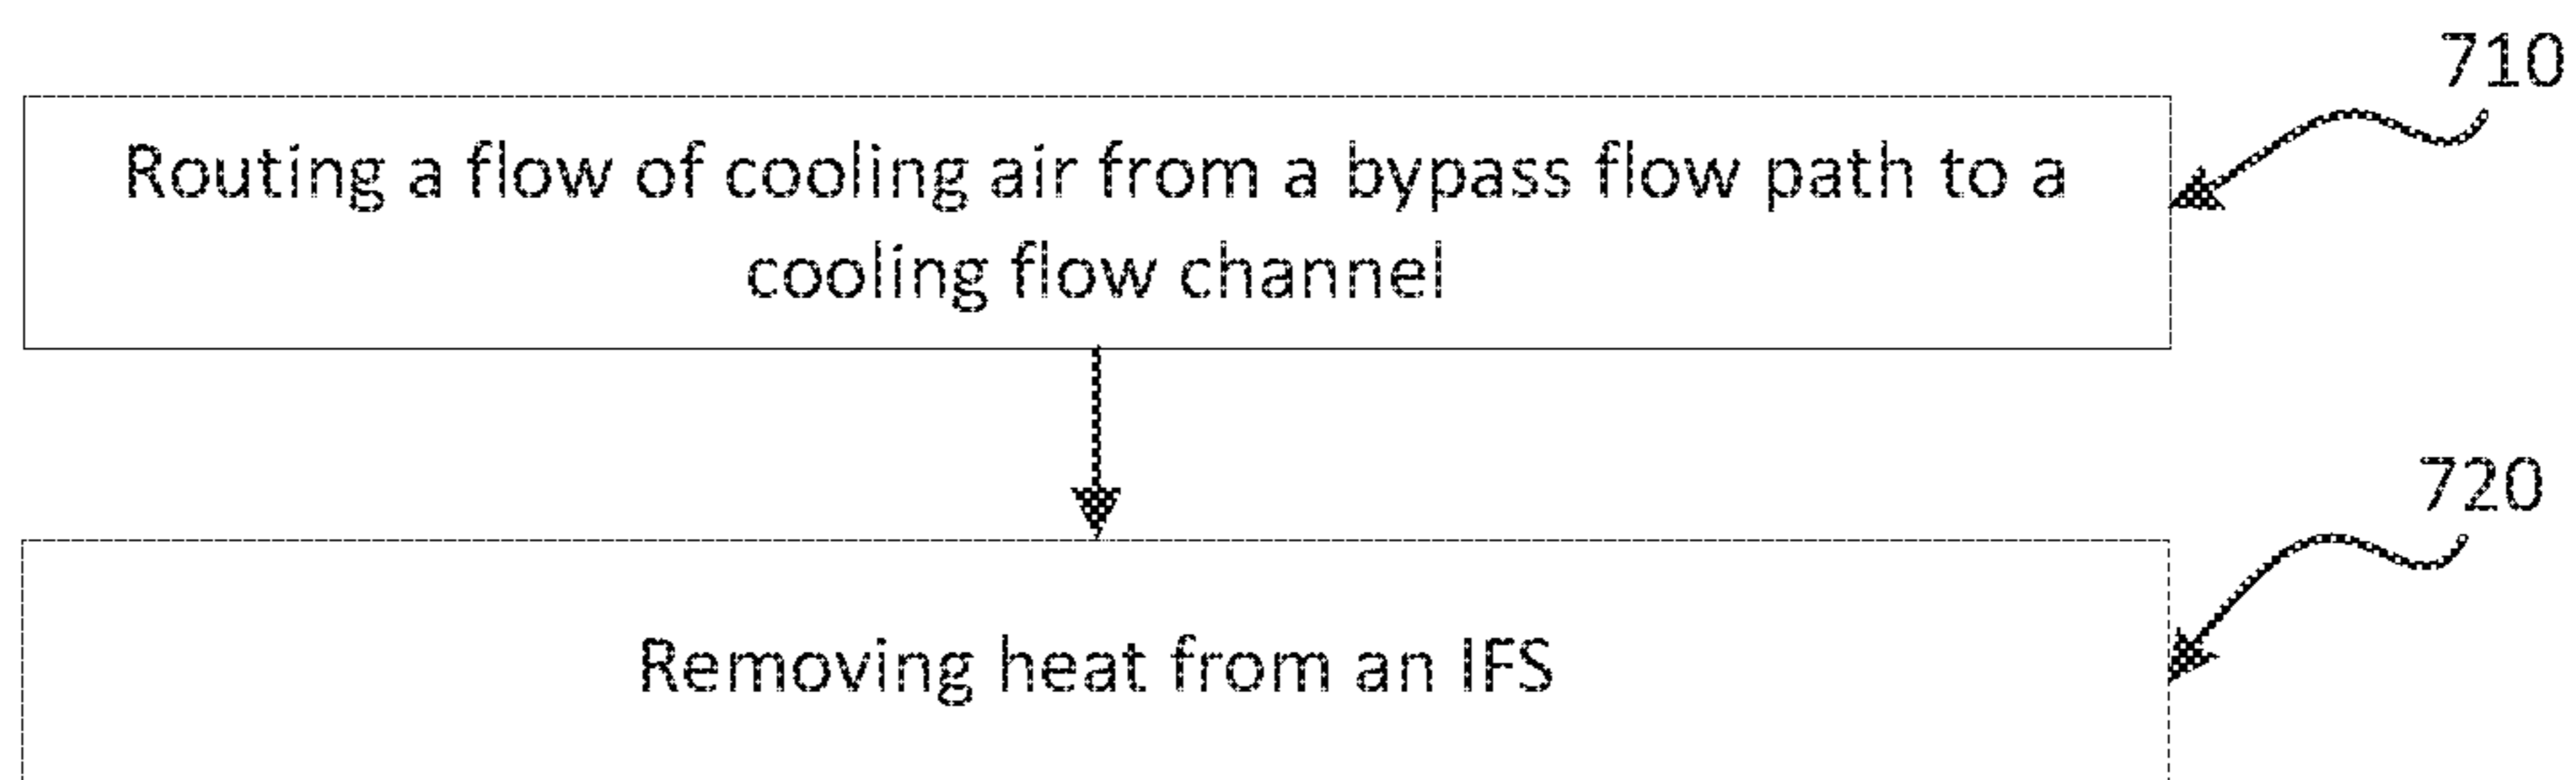 710
Routing a flow of cooling air from a bypass flow path to a
cooling flow channel
720
Removing heat from an IFS